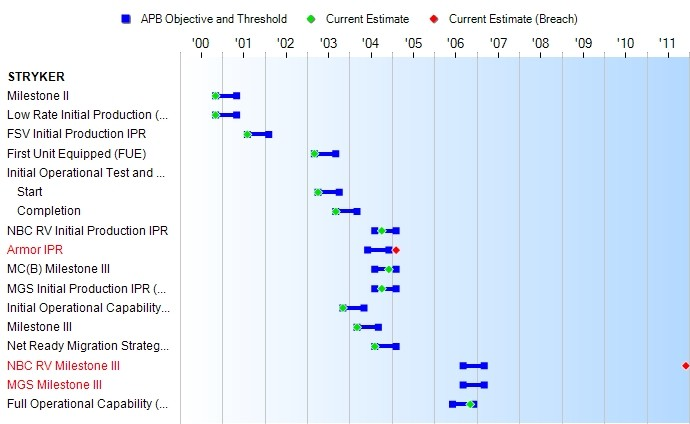 APB Objective and Threshold Current Estimate Current Estimate (Breach)
'00 '01 '02 '03 '04 '05 '06 '07 '08 '09 '10 '11
STRYKER
Milestone II
Low Rate Initial Production (...
FSV Initial Production IPR
First Unit Equipped (FUE)
Initial Operational Test and ...
Start
Completion
NBC RV Initial Production IPR
Armor IPR
MC(B) Milestone III
MGS Initial Production IPR (...
Initial Operational Capability...
Milestone III
Net Ready Migration Strateg...
NBC RV Milestone III
MGS Milestone III
Full Operational Capability (...